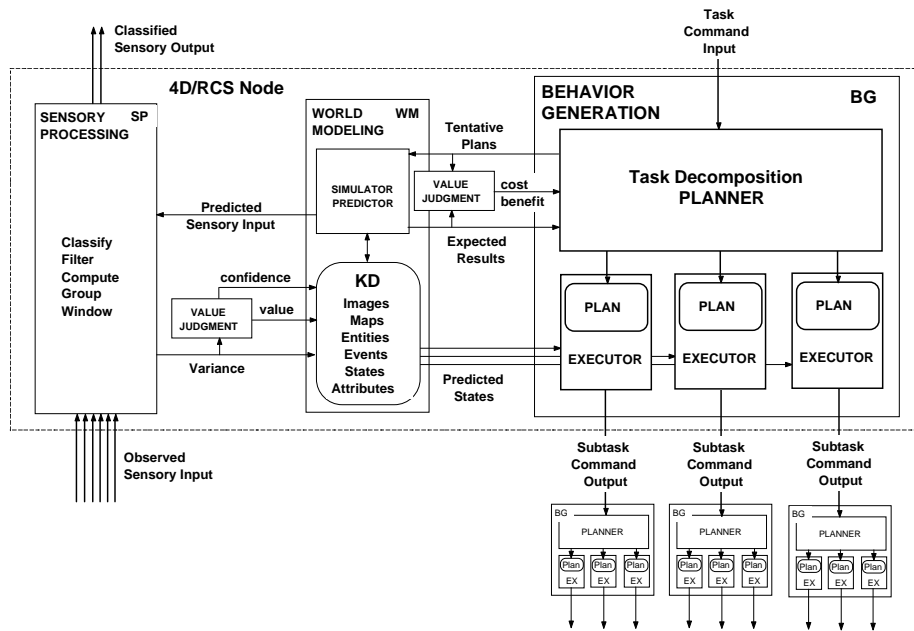 Classified
Sensory Output
Task
Command
Input
4D/RCS Node
SENSORY SP
PROCESSING
Classify
Filter
Compute
Group
Window
WORLD WM
MODELING
SIMULATOR
PREDICTOR
Predicted
Sensory Input
confidence
VALUE
JUDGMENT
value
Variance
KD
Images
Maps
Entities
Events
States
Attributes
Tentative
Plans
VALUE
JUDGMENT
cost
benefit
Expected
Results
Predicted
States
BEHAVIOR BG
GENERATION
Task Decomposition
PLANNER
PLAN
EXECUTOR
PLAN
EXECUTOR
PLAN
EXECUTOR
Observed
Sensory Input
Subtask
Command
Output
Subtask
Command
Output
Subtask
Command
Output
BG
PLANNER
Plan Plan Plan
EX EX EX
BG
PLANNER
Plan Plan Plan
EX EX EX
BG
PLANNER
Plan Plan Plan
EX EX EX